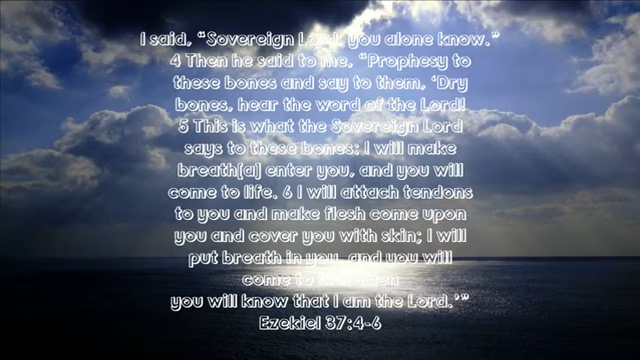 I said, “Sovereign Lord, you alone know.”
4 Then he said to me, “Prophesy to
these bones and say to them, ‘Dry
bones, hear the word of the Lord!
5 This is what the Sovereign Lord
says to these bones: I will make
breath[a] enter you, and you will
come to life. 6 I will attach tendons
to you and make flesh come upon
you and cover you with skin; I will
put breath in you, and you will
come to life. Then
you will know that I am the Lord.’”
Ezekiel 37:4-6